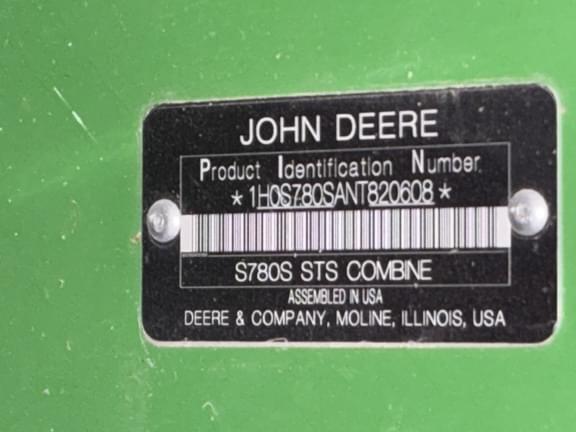 JOHN DEERE
Product Identification Number
*1H0S780SANT820608*
S780S STS COMBINE
ASSEMBLED IN USA
DEERE & COMPANY, MOLINE, ILLINOIS, USA